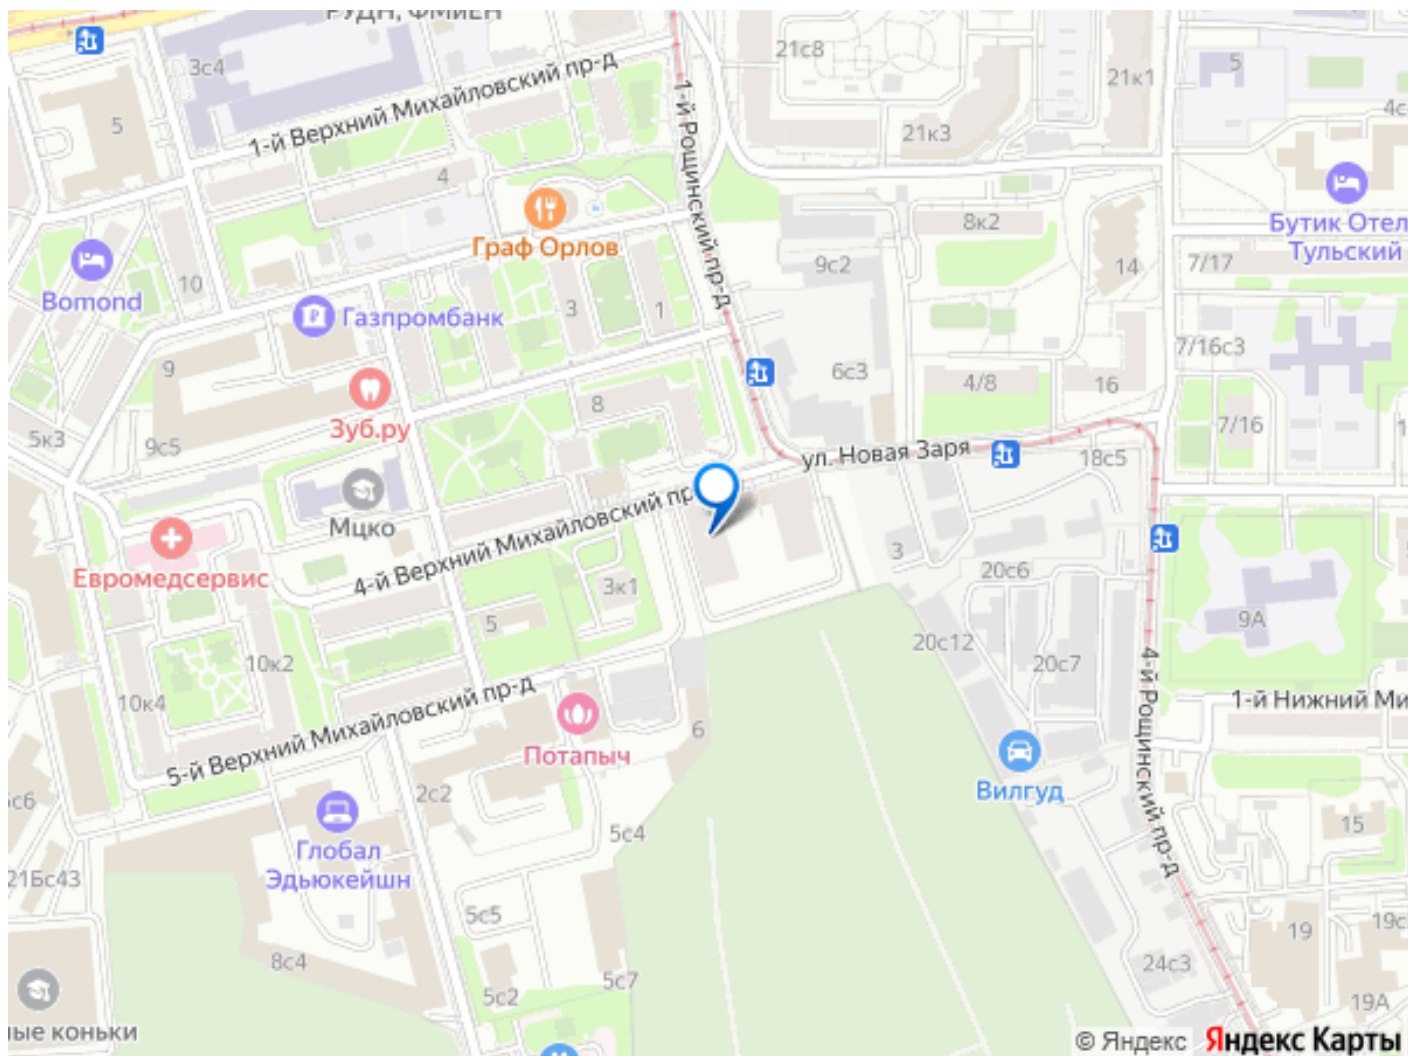 РУДН, ФМиЕН
3с4
21с8
5
21к1
1-й Верхний Михайловский пр-д
5
21к3
4с
1-й Рощинский пр-д
4
Граф Орлов
8к2
Бутик Отел
Тульский
9с2
14
7/17
Bomond
10
3
1
Газпромбанк
7/16с3
9
6с3
4/8
16
8
Зуб.ру
5к3
9с5
7/16
1
ул. Новая Заря
18с5
Мцко
4-й Верхний Михайловский пр
3
Евромедсервис
3к1
20с6
9А
5
20с12
20с7
10к2
4-й Рощинский пр-д
10к4
1-й Нижний Ми
5-й Верхний Михайловский пр-д
6
Потапыч
2с2
Вилгуд
с6
5с4
15
Глобал
Эдьюкейшн
21Бс43
5с5
19
19с
8с4
24с3
5с7
5с2
19А
ые коньки
© Яндекс Яндекс Карты